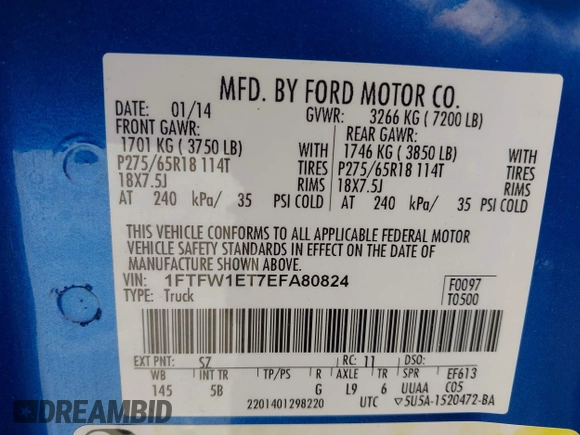 MFD. BY FORD MOTOR CO.
DATE: 01/14 GVWR: 3266 KG ( 7200 LB)
FRONT GAWR: REAR GAWR:
1701 KG ( 3750 LB) WITH 1746 KG ( 3850 LB) WITH
P275/65R18 114T TIRES P275/65R18 114T TIRES
18X7.5J RIMS 18X7.5J RIMS
AT 240 kPa/ 35 PSI COLD AT 240 kPa/ 35 PSI COLD
THIS VEHICLE CONFORMS TO ALL APPLICABLE FEDERAL MOTOR
VEHICLE SAFETY STANDARDS IN EFFECT ON THE DATE OF
MANUFACTURE SHOWN ABOVE.
VIN: 1FTFW1ET7EFA80824 F0097
TYPE: Truck T0500
EXT PNT: SZ RC: 11 DSO:
WB INT TR TP/PS R AXLE TR SPR EF613
145 5B G L9 6 UUAA C05
2201401298220 UTC ▽5U5A-1520472-BA
DREAMBID